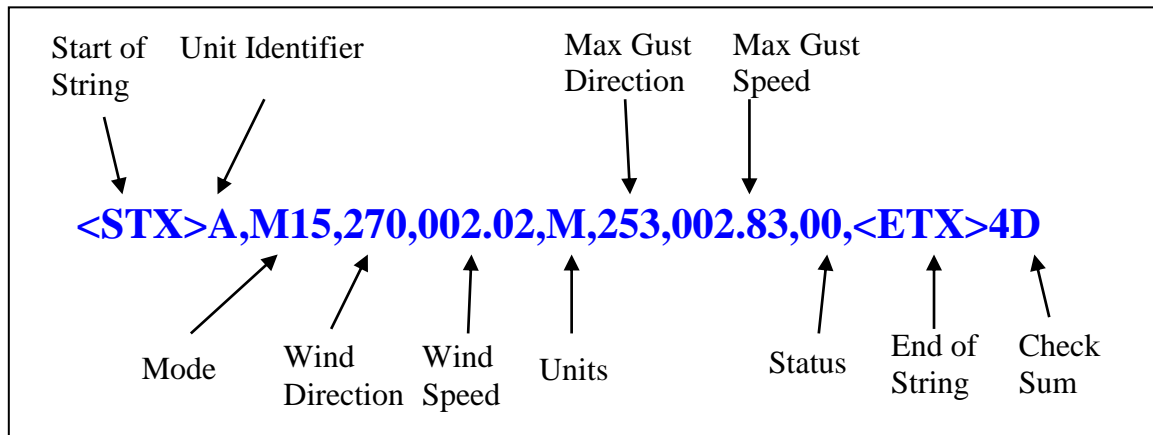 Start of String
Unit Identifier
Max Gust Direction
Max Gust Speed
<STX>A,M15,270,002.02,M,253,002.83,00,<ETX>4D
Mode
Wind Direction
Wind Speed
Units
Status
End of String
Check Sum